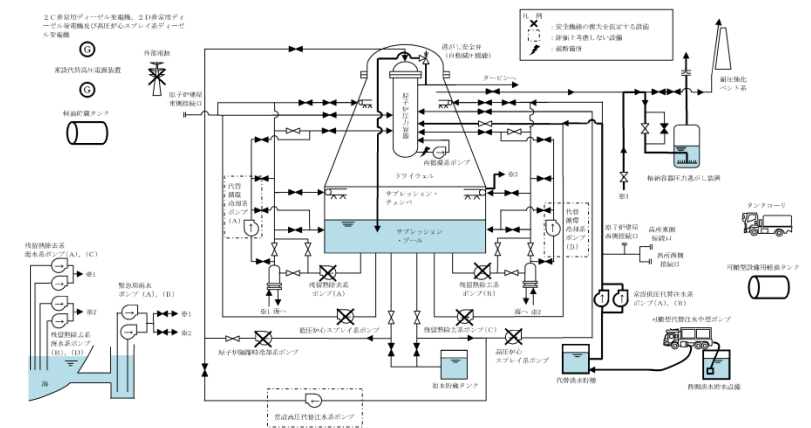 2C非常用ディーゼル発電機，2D非常用ディ
ーゼル発電機及び高圧炉心スプレイ系ディーゼ
ル発電機
G
常設代替高圧電源装置
G
軽油貯蔵タンク
外部電源
原子炉建屋
東側接続口
凡　例
：安全機能の喪失を仮定する設備
：評価上考慮しない設備
：破断箇所
逃がし安全弁
(自動減圧機能)
タービンへ
耐圧強化
ベント系
原子炉圧力容器
再循環系ポンプ
ドライウェル
格納容器圧力逃がし装置
※3
※3
サプレッション・
チェンバ
サプレッション
・プール
代替
循環
冷却系
ポンプ
(A)
代替
循環
冷却系
ポンプ
(B)
タンクローリ
原子炉建屋
西側接続口
高所東側
接続口
高所西側
接続口
可搬型設備用軽油タンク
残留熱除去系
海水系ポンプ(A)，(C)
※1
※2
残留熱除去系
海水系ポンプ
(B)，(D)
海
緊急用海水
ポンプ (A)，(B)
※1
※2
残留熱除去系
ポンプ(A)
残留熱除去系
ポンプ(B)
※1 海へ
海へ ※2
常設低圧代替注水系
ポンプ(A)，(B)
低圧炉心スプレイ系ポンプ
残留熱除去系ポンプ(C)
可搬型代替注水中型ポンプ
原子炉隔離時冷却系ポンプ
高圧炉心
スプレイ系ポンプ
復水貯蔵タンク
代替淡水貯槽
西側淡水貯水設備
常設高圧代替注水系ポンプ